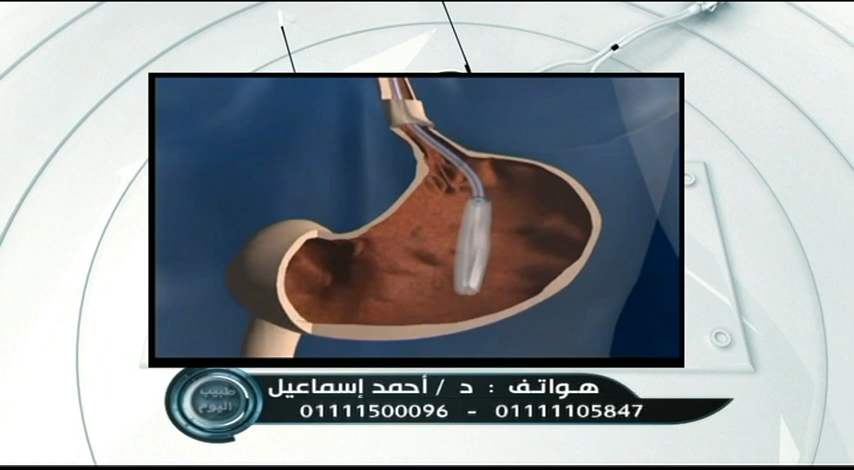 هواتف : د / أحمد إسماعيل
01111500096 - 01111105847
طبيب
اليوم